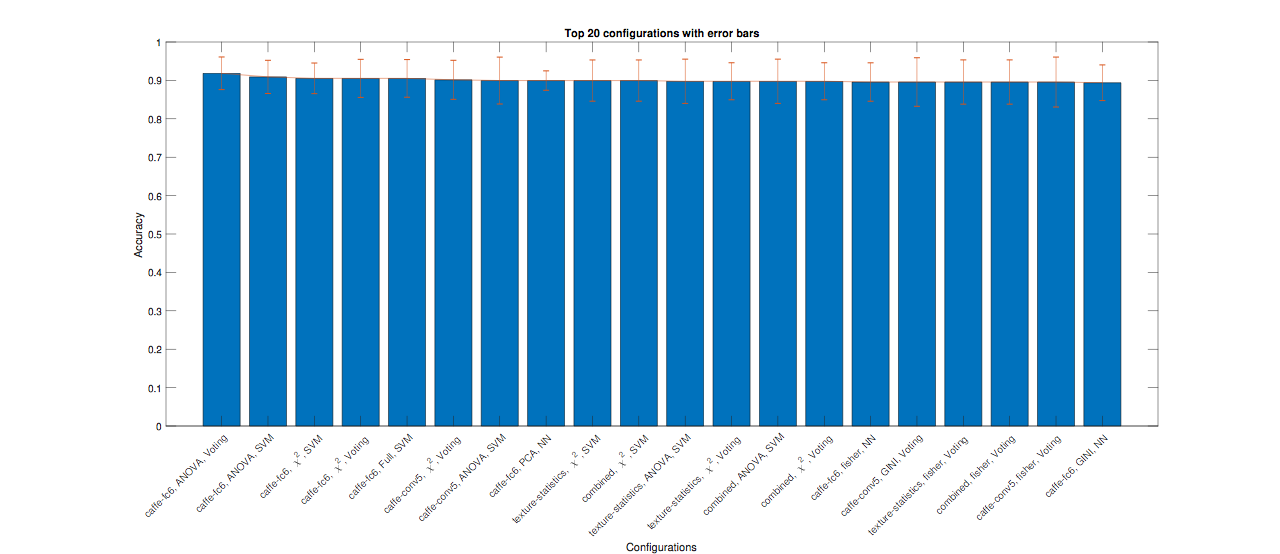 Top 20 configurations with error bars
1
0.9
0.8
0.7
0.6
0.5
0.4
0.3
0.2
0.1
0
Accuracy
caffe-fc6, ANOVA, Voting
caffe-fc6, ANOVA, SVM
caffe-fc6, χ², SVM
caffe-fc6, χ², Voting
caffe-fc6, Full, SVM
caffe-conv5, χ², Voting
caffe-conv5, ANOVA, SVM
caffe-fc6, PCA, NN
texture-statistics, χ², SVM
combined, χ², SVM
texture-statistics, ANOVA, SVM
texture-statistics, χ², Voting
combined, ANOVA, SVM
combined, χ², Voting
caffe-fc6, fisher, NN
caffe-conv5, GINI, Voting
texture-statistics, fisher, Voting
combined, fisher, Voting
caffe-conv5, fisher, Voting
caffe-fc6, GINI, NN
Configurations